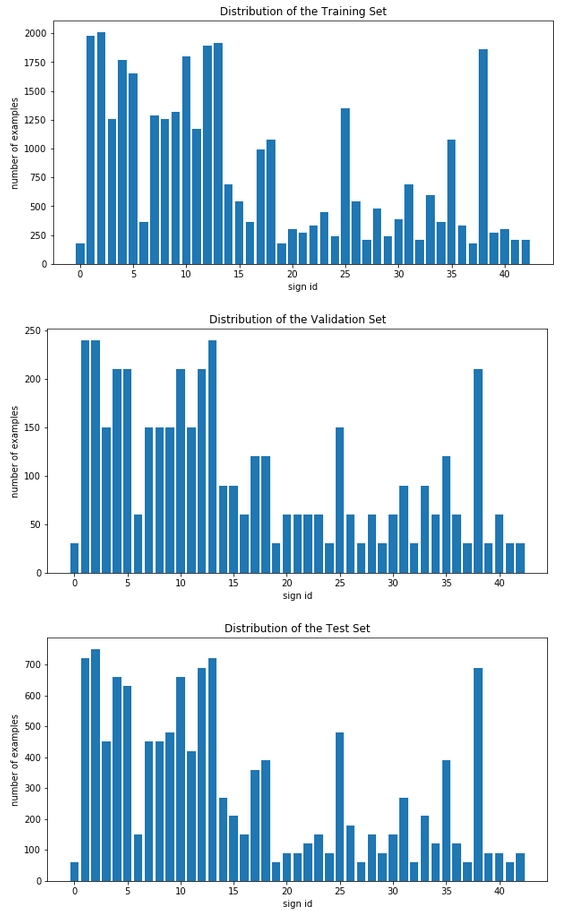 Distribution of the Training Set
number of examples
2000
1750
1500
1250
1000
750
500
250
0
0 5 10 15 20 25 30 35 40
sign id
Distribution of the Validation Set
number of examples
250
200
150
100
50
0
0 5 10 15 20 25 30 35 40
sign id
Distribution of the Test Set
number of examples
700
600
500
400
300
200
100
0
0 5 10 15 20 25 30 35 40
sign id